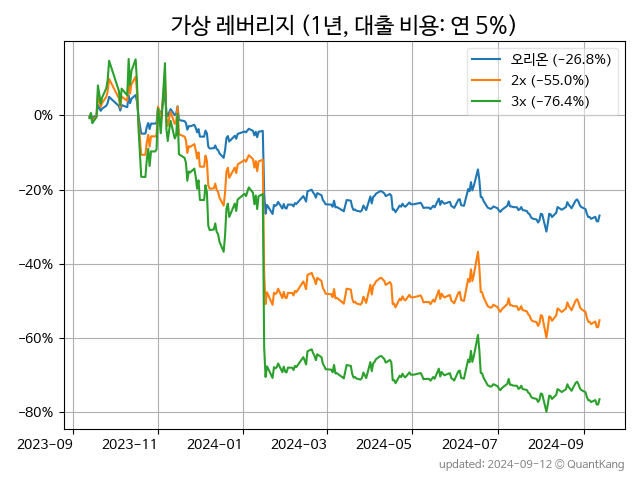 가상 레버리지 (1년, 대출 비용: 연 5%)
오리온 (−26.8%)
2x (−55.0%)
3x (−76.4%)
0%
−20%
−40%
−60%
−80%
2023−09 2023−11 2024−01 2024−03 2024−05 2024−07 2024−09
updated: 2024−09−12 © QuantKang